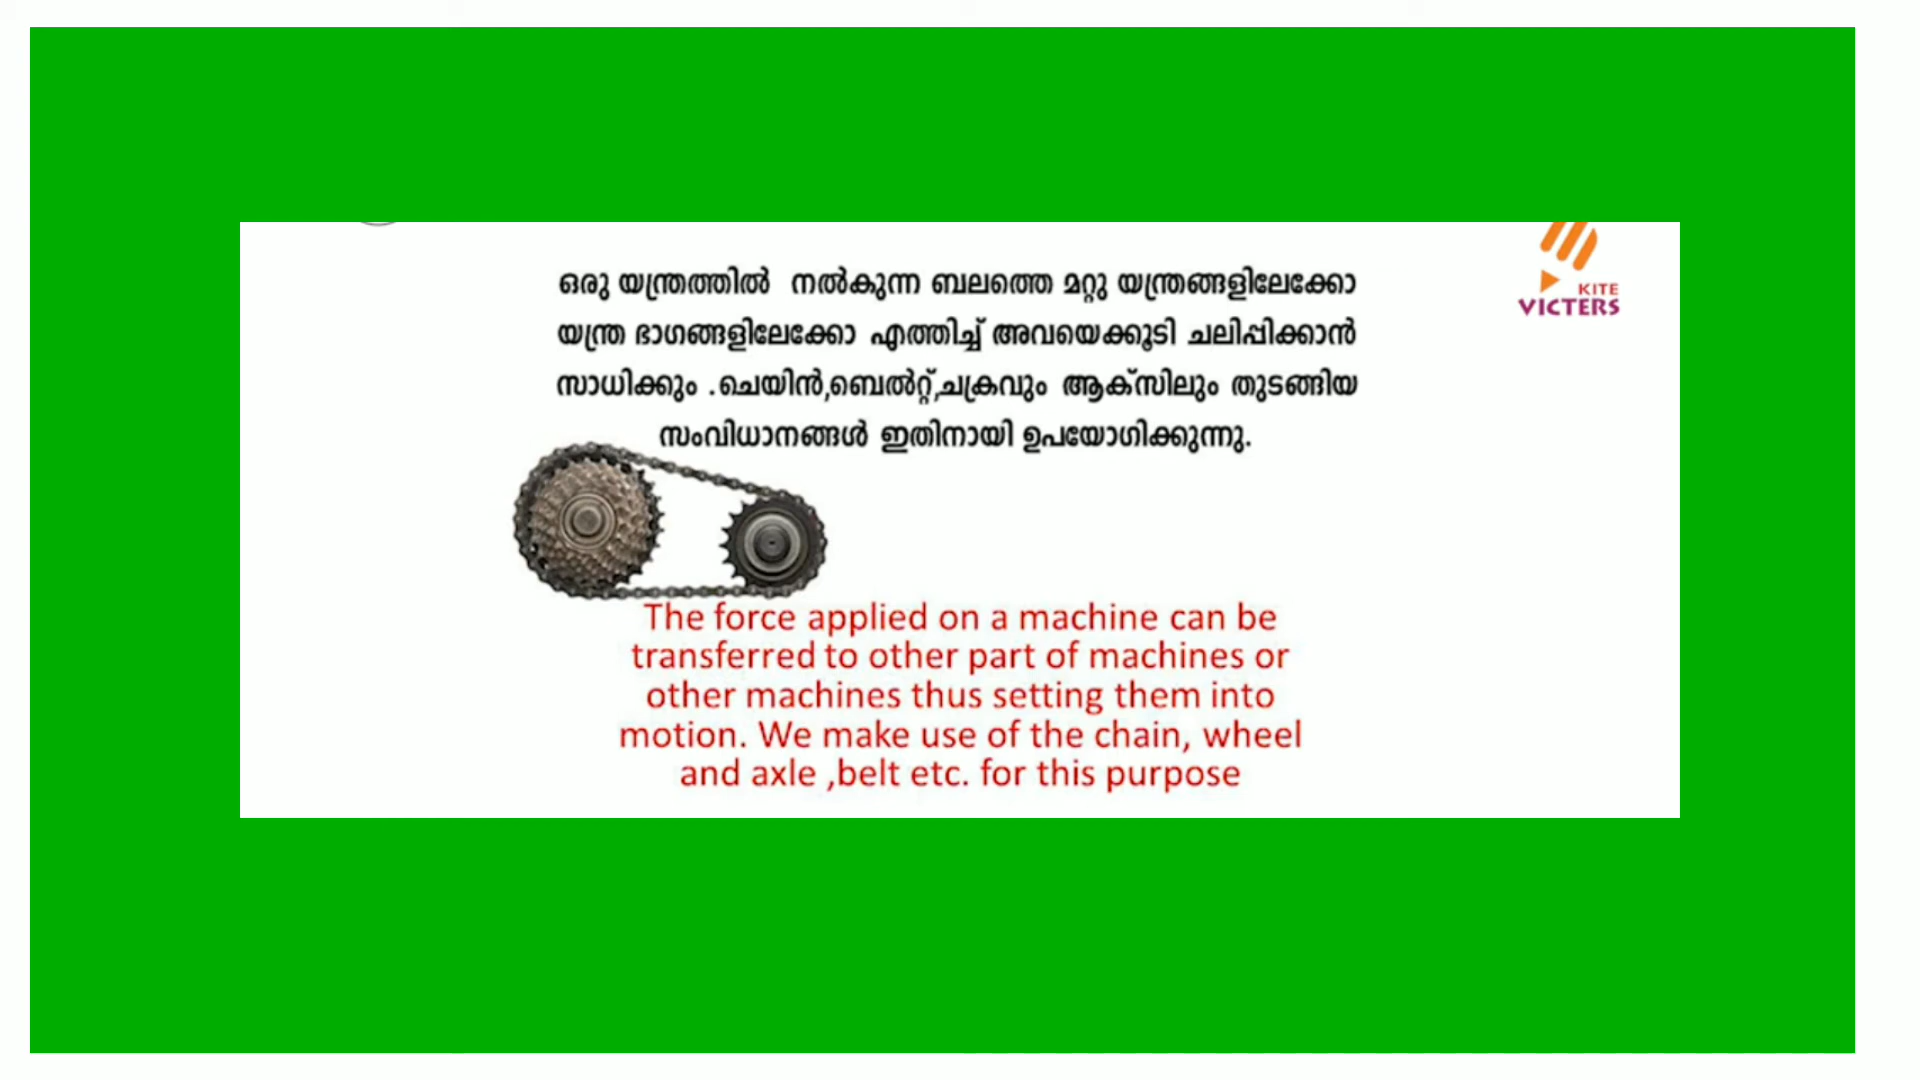 ഒരു യന്ത്രത്തിൽ നൽകുന്ന ബലത്തെ മറ്റു യന്ത്രങ്ങളിലേക്കോ
യന്ത്ര ഭാഗങ്ങളിലേക്കോ എത്തിച്ച് അവയെക്കൂടി ചലിപ്പിക്കാൻ
സാധിക്കും .ചെയിൻ,ബെൽറ്റ്,ചക്രവും ആക്സിലും തുടങ്ങിയ
സംവിധാനങ്ങൾ ഇതിനായി ഉപയോഗിക്കുന്നു.
KITE
VICTERS
The force applied on a machine can be
transferred to other part of machines or
other machines thus setting them into
motion. We make use of the chain, wheel
and axle ,belt etc. for this purpose